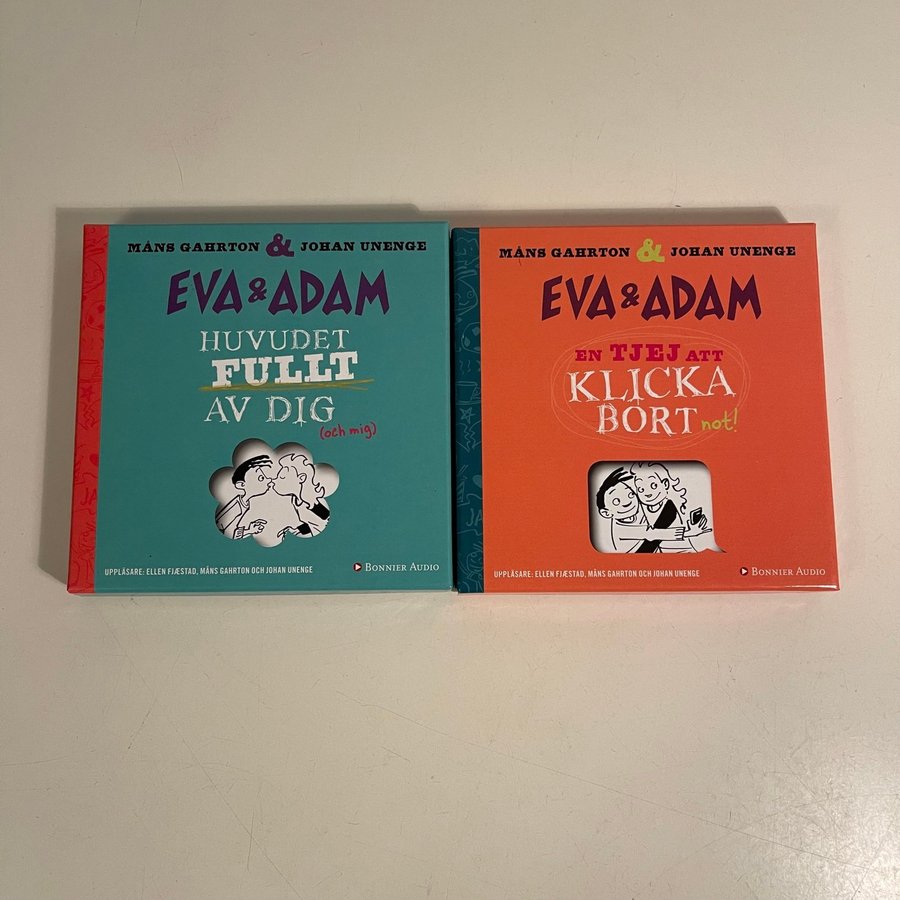 MÅNS GAHRTON & JOHAN UNENGE
EVA & ADAM
HUVUDET
FULLT
AV DIG
(och mig)
UPPLÄSARE: ELLEN FJÆSTAD, MÅNS GAHRTON OCH JOHAN UNENGE
BONNIER AUDIO
MÅNS GAHRTON & JOHAN UNENGE
EVA & ADAM
EN TJEJ ATT
KLICKA
BORT not!
UPPLÄSARE: ELLEN FJÆSTAD, MÅNS GAHRTON OCH JOHAN UNENGE
BONNIER AUDIO